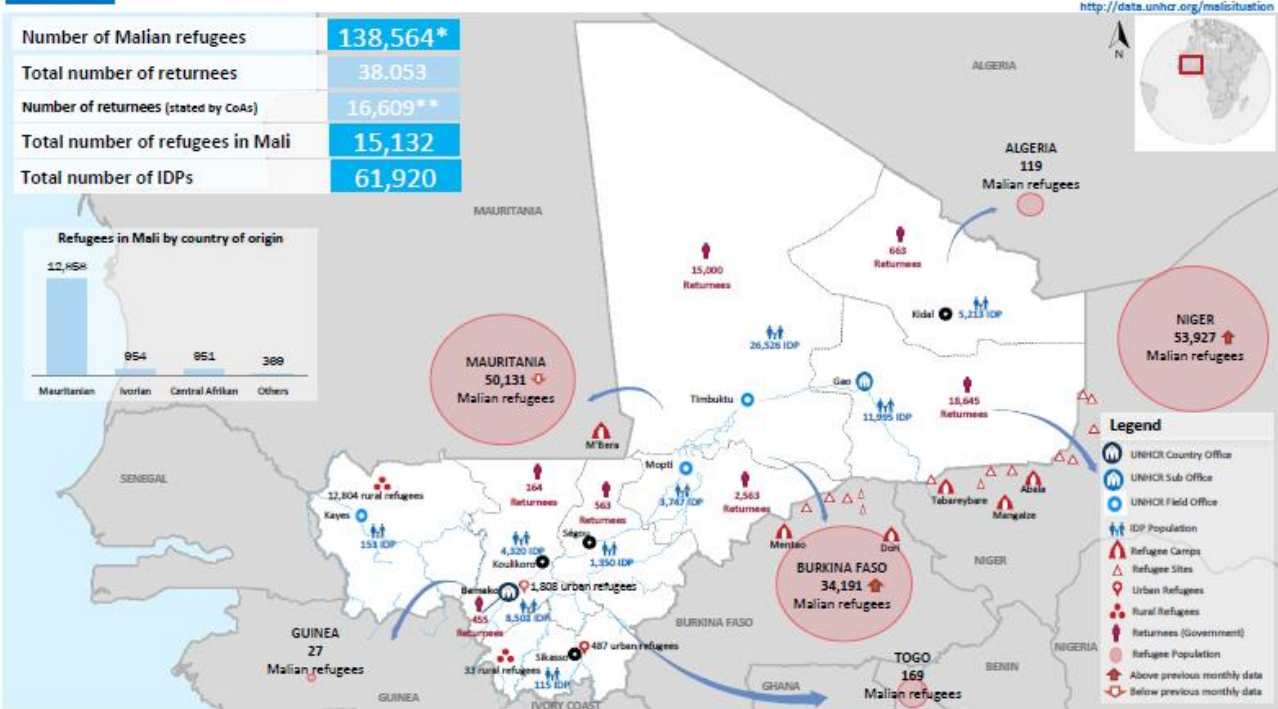 http://data.unhcr.org/malisituation
Number of Malian refugees 138,564*
Total number of returnees 38.053
Number of returnees (stated by CoAs) 16,609**
Total number of refugees in Mali 15,132
Total number of IDPs 61,920
N
ALGERIA
ALGERIA
119
Malian refugees
MAURITANIA
Refugees in Mali by country of origin
12,858
954
951
369
Mauritanian
Ivorian
Central Afrikan
Others
663
Returnees
15,000
Returnees
Kidal
5,213 IDP
NIGER
53,927
Malian refugees
26,526 IDP
MAURITANIA
50,131
Malian refugees
Gao
Timbuktu
11,995 IDP
18,645
Returnees
M'Bera
Legend
UNHCR Country Office
UNHCR Sub Office
UNHCR Field Office
IDP Population
Refugee Camps
Refugee Sites
Urban Refugees
Rural Refugees
Returnees (Government)
Refugee Population
Above previous monthly data
Below previous monthly data
SENEGAL
12,804 rural refugees
Kayes
153 IDP
164
Returnees
563
Returnees
Mopti
3,747 IDP
2,563
Returnees
Tabareybare
Abala
Mangaize
Ségou
4,320 IDP
Koulikoro
1,350 IDP
Mentao
Dori
NIGER
BURKINA FASO
34,191
Malian refugees
Bamako
1,808 urban refugees
8,502 IDP
455
Returnees
BURKINA FASO
GUINEA
27
Malian refugees
Sikasso
487 urban refugees
33 rural refugees
115 IDP
TOGO
169
Malian refugees
BENIN
NIGERIA
GHANA
GUINEA
IVORY COAST